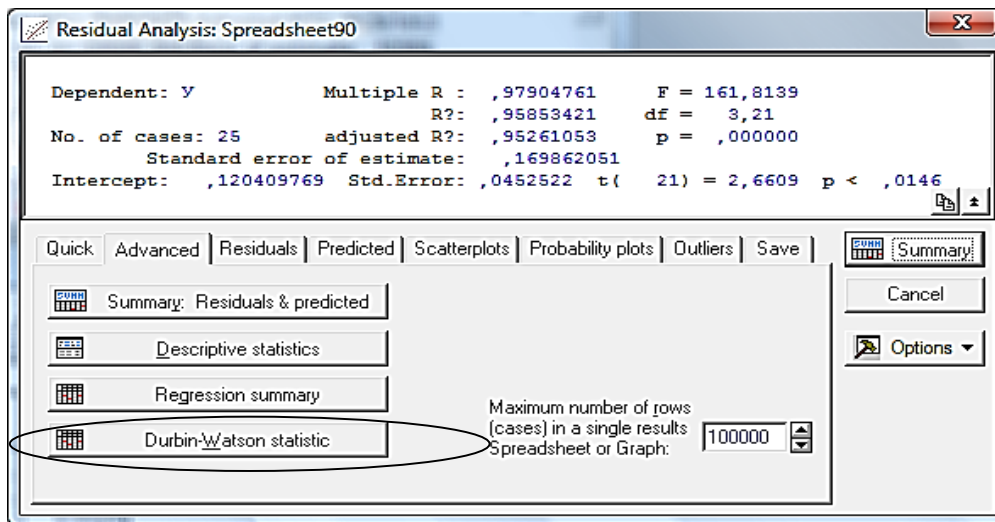 Residual Analysis: Spreadsheet90
Dependent: У Multiple R : ,97904761 F = 161,8139
R?: ,95853421 df = 3,21
No. of cases: 25 adjusted R?: ,95261053 p = ,000000
Standard error of estimate: ,169862051
Intercept: ,120409769 Std.Error: ,0452522 t( 21) = 2,6609 p < ,0146
Quick Advanced Residuals Predicted Scatterplots Probability plots Outliers Save
Summary
Cancel
Options
Summary: Residuals & predicted
Descriptive statistics
Regression summary
Durbin-Watson statistic
Maximum number of rows
(cases) in a single results
Spreadsheet or Graph:
100000